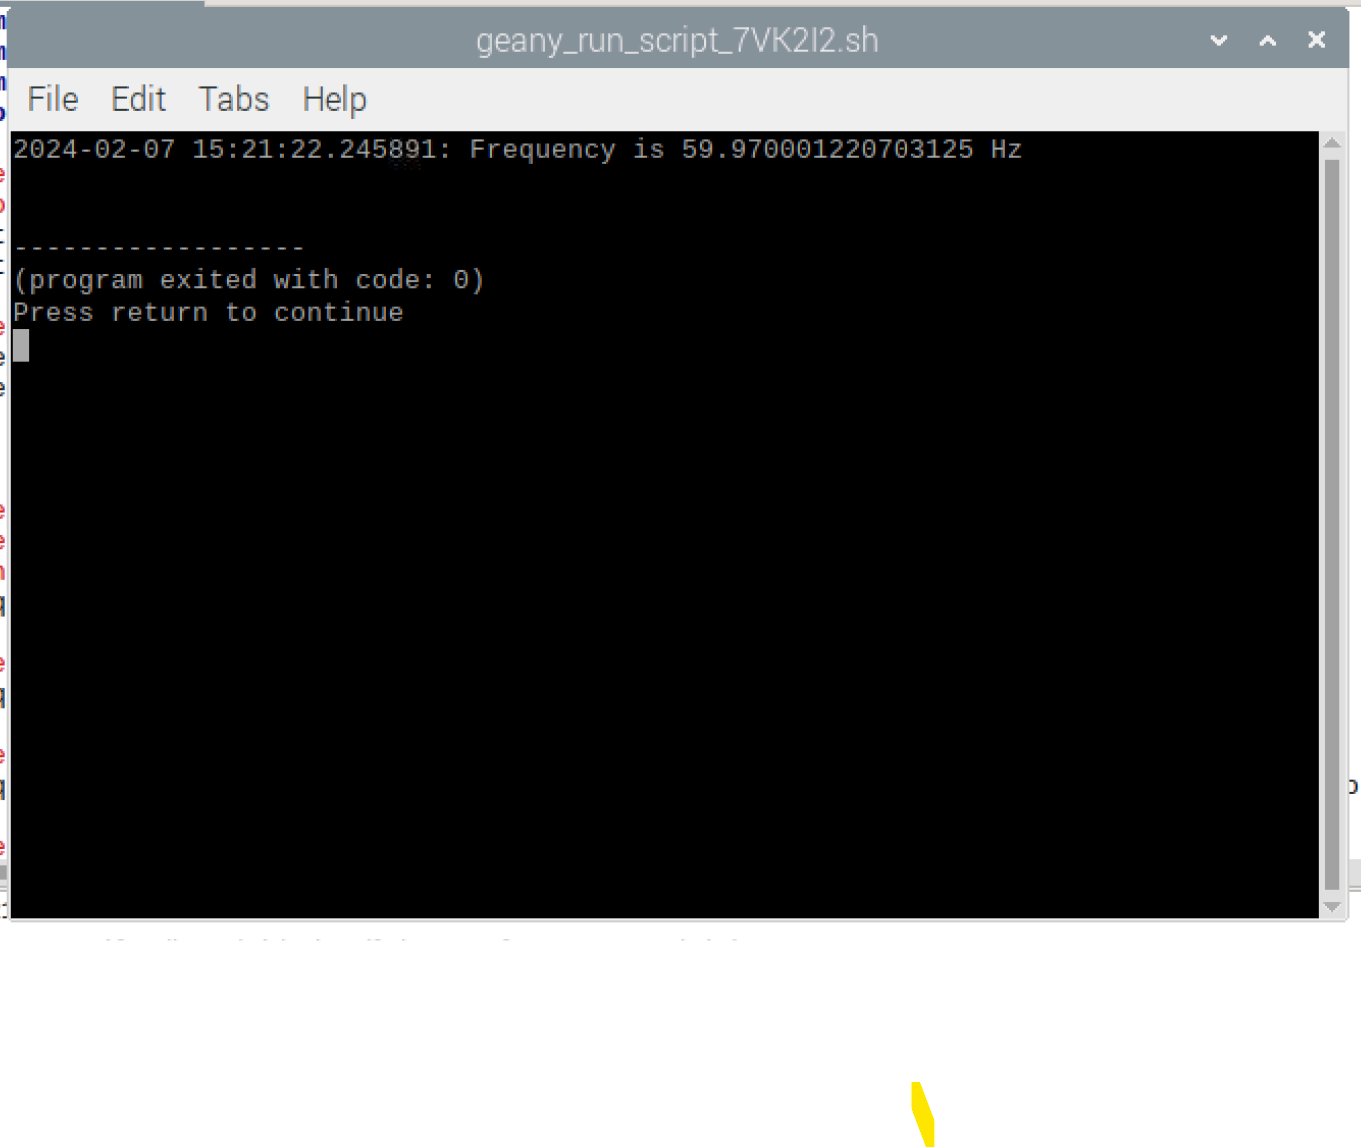 geany_run_script_7VK2I2.sh
File Edit Tabs Help
2024-02-07 15:21:22.245891: Frequency is 59.970001220703125 Hz
------------------
(program exited with code: 0)
Press return to continue